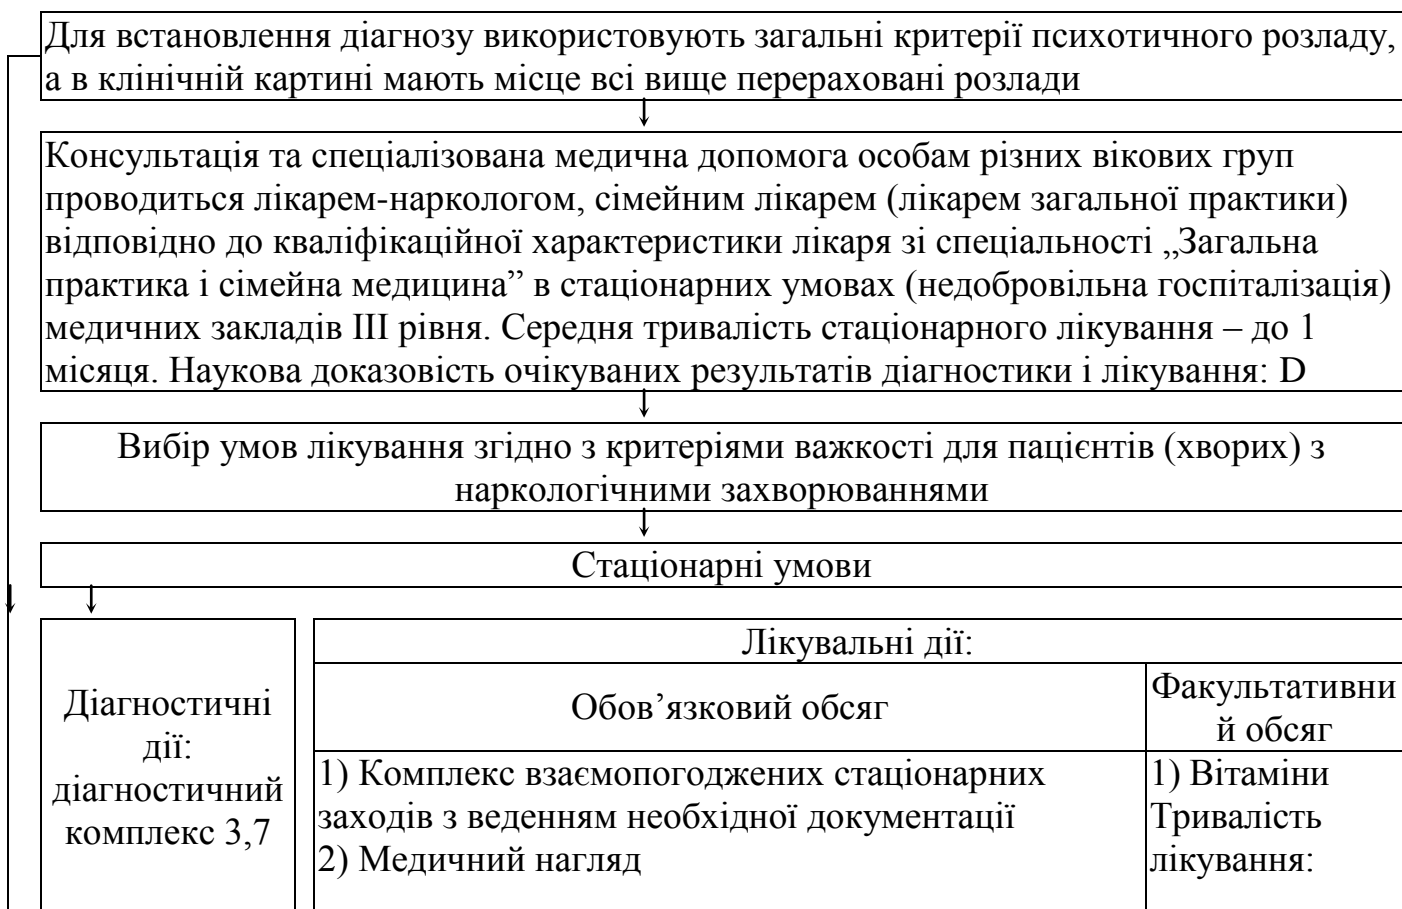 Для встановлення діагнозу використовують загальні критерії психотичного розладу,
а в клінічній картині мають місце всі вище перераховані розлади
Консультація та спеціалізована медична допомога особам різних вікових груп
проводиться лікарем-наркологом, сімейним лікарем (лікарем загальної практики)
відповідно до кваліфікаційної характеристики лікаря зі спеціальності „Загальна
практика і сімейна медицина” в стаціонарних умовах (недобровільна госпіталізація)
медичних закладів III рівня. Середня тривалість стаціонарного лікування – до 1
місяця. Наукова доказовість очікуваних результатів діагностики і лікування: D
Вибір умов лікування згідно з критеріями важкості для пацієнтів (хворих) з
наркологічними захворюваннями
Стаціонарні умови
Діагностичні
дії:
діагностичний
комплекс 3,7
Лікувальні дії:
Обов’язковий обсяг
Факультативни
й обсяг
1) Комплекс взаємопогоджених стаціонарних
заходів з веденням необхідної документації
2) Медичний нагляд
1) Вітаміни
Тривалість
лікування: